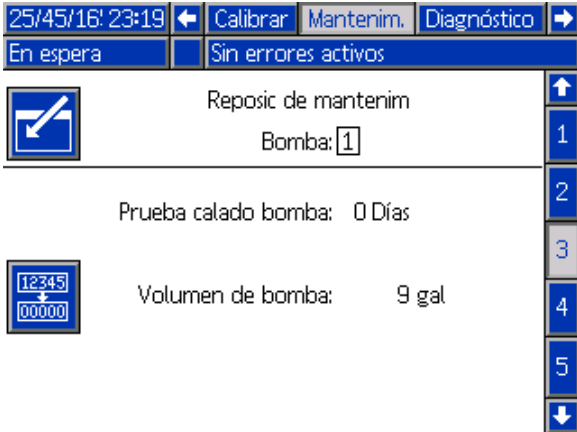 25/45/16! 23:19 Calibrar Mantenim. Diagnóstico
En espera Sin errores activos
Reposic de mantenim
Bomba: 1
1
2
Prueba calado bomba: 0 Días
3
12345
00000
Volumen de bomba: 9 gal
4
5